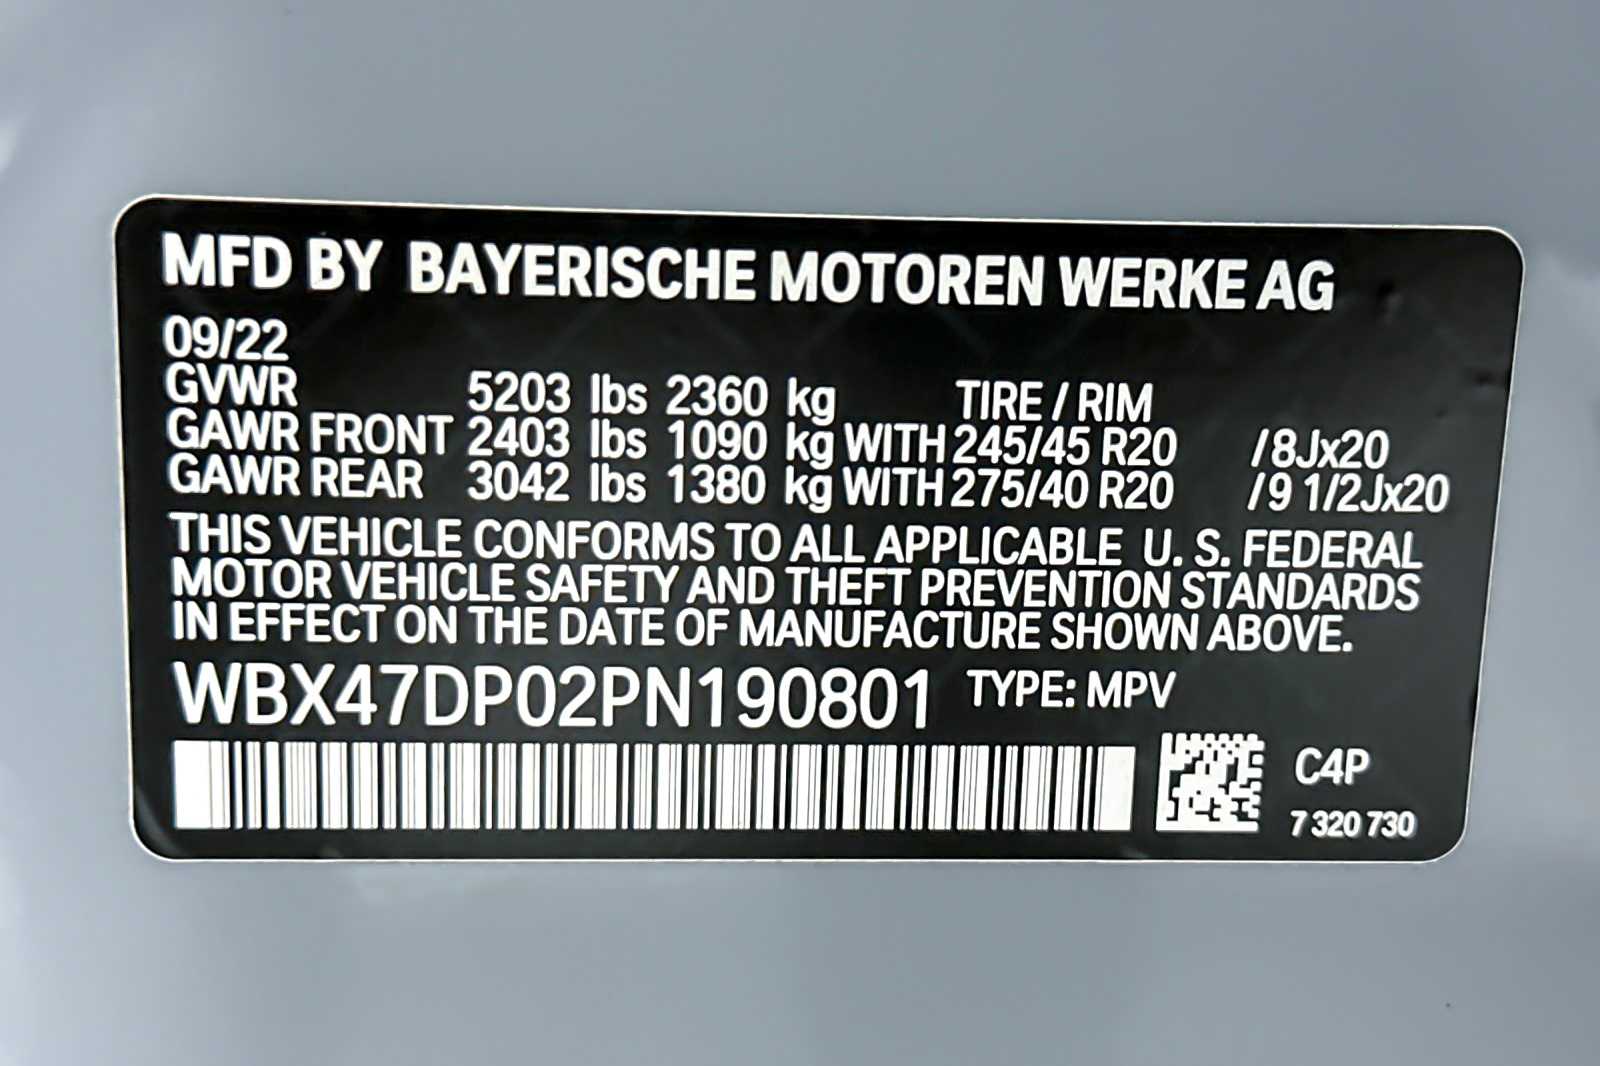 MFD BY BAYERISCHE MOTOREN WERKE AG
09/22
GVWR 5203 lbs 2360 kg TIRE / RIM
GAWR FRONT 2403 lbs 1090 kg WITH 245/45 R20 /8Jx20
GAWR REAR 3042 lbs 1380 kg WITH 275/40 R20 /9 1/2Jx20
THIS VEHICLE CONFORMS TO ALL APPLICABLE U. S. FEDERAL
MOTOR VEHICLE SAFETY AND THEFT PREVENTION STANDARDS
IN EFFECT ON THE DATE OF MANUFACTURE SHOWN ABOVE.
WBX47DP02PN190801 TYPE: MPV
C4P
7 320 730